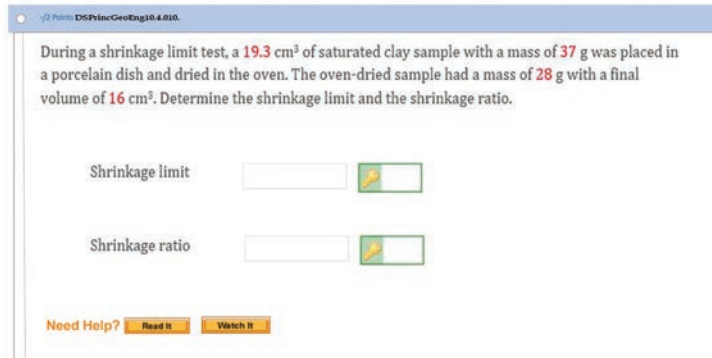 -/2 Points DSPrincGeoEng10.4.010.
During a shrinkage limit test, a 19.3 cm³ of saturated clay sample with a mass of 37 g was placed in
a porcelain dish and dried in the oven. The oven-dried sample had a mass of 28 g with a final
volume of 16 cm³. Determine the shrinkage limit and the shrinkage ratio.
Shrinkage limit
Shrinkage ratio
Need Help? Read It Watch It